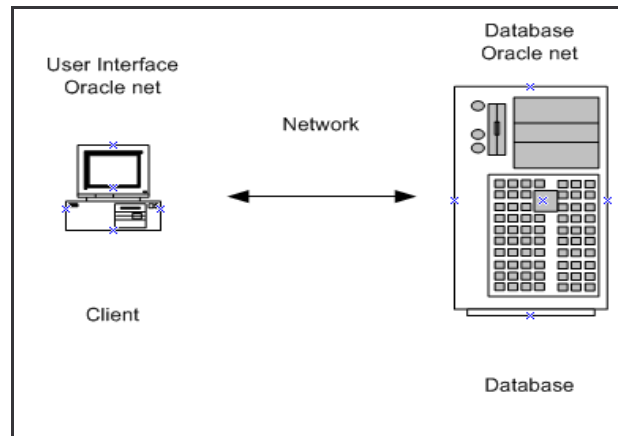 User Interface
Oracle net
Network
Database
Oracle net
Client
Database